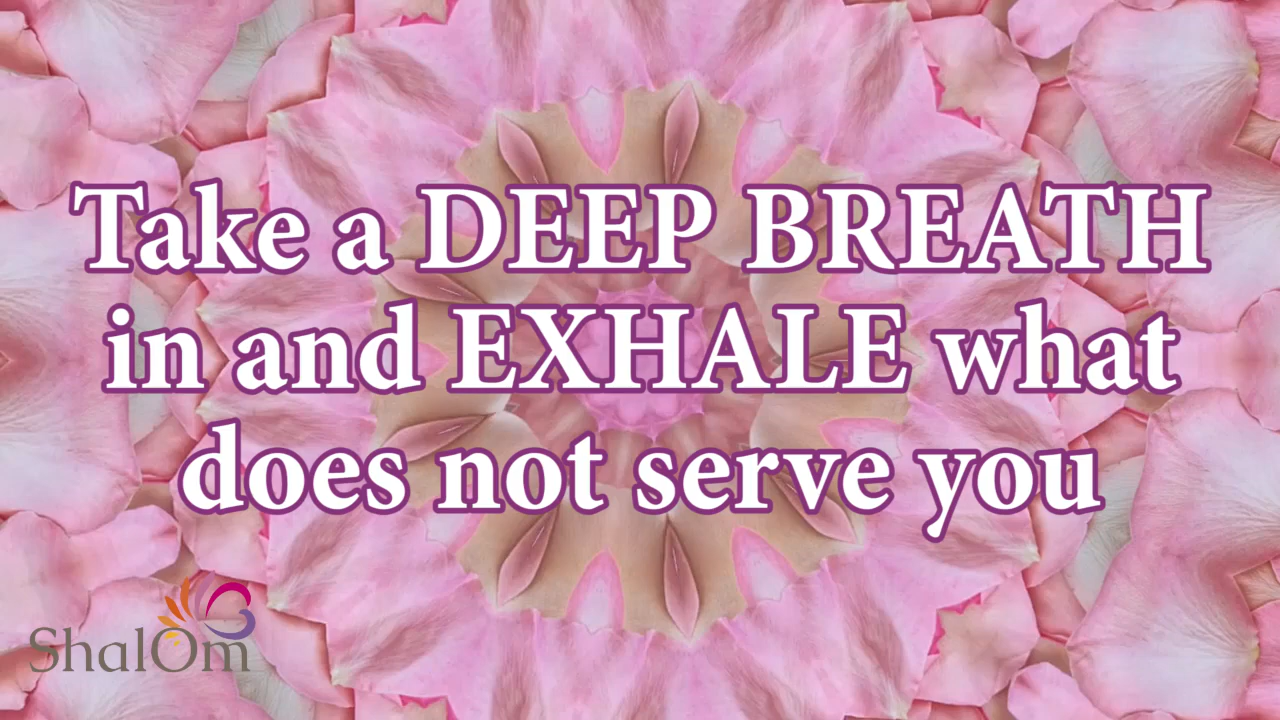 Take a DEEP BREATH
in and EXHALE what
does not serve you
ShalOm